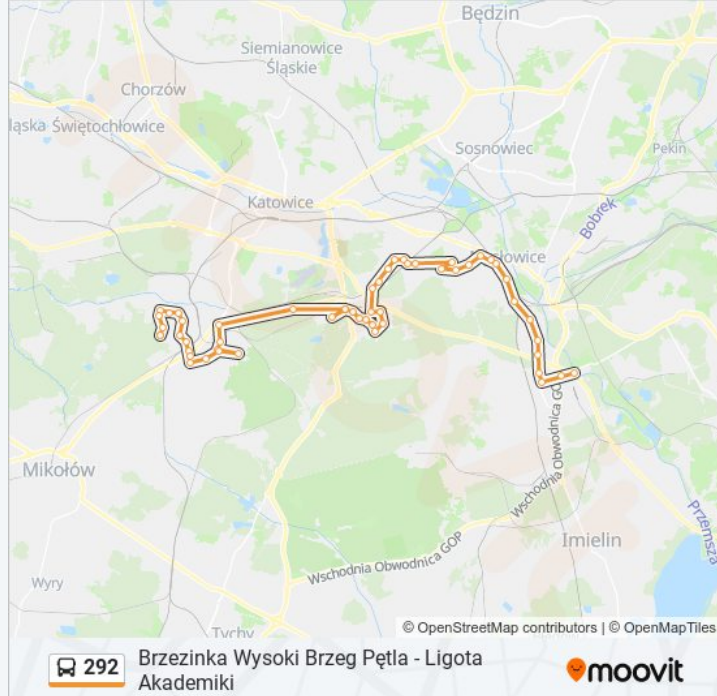 Będzin
Siemianowice
Śląskie
Chorzów
ląska Świętochłowice
Sosnowiec
Pekin
Katowice
Bobrek
łowice
Mikołów
Wschodnia Obwodnica GOP
Przemsza
Imielin
Wschodnia Obwodnica GOP
Wyry
Tychy
© OpenStreetMap contributors | © OpenMapTiles
292
Brzezinka Wysoki Brzeg Pętla - Ligota
Akademiki
moovit